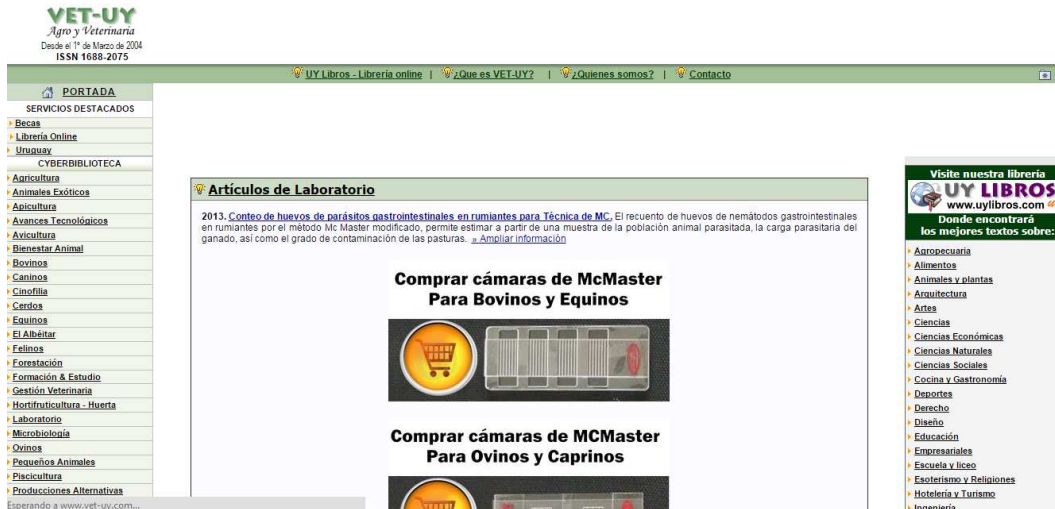 VET-UY
Agro y Veterinaria
Desde el 1° de Marzo de 2004
ISSN 1688-2075
UY Libros - Librería online | ¿Que es VET-UY? | ¿Quienes somos? | Contacto
PORTADA
SERVICIOS DESTACADOS
Becas
Librería Online
Uruguay
CYBERBIBLIOTECA
Agricultura
Animales Exóticos
Apicultura
Avances Tecnológicos
Avicultura
Bienestar Animal
Bovinos
Caninos
Cinofilia
Cerdos
Equinos
El Albéitar
Felinos
Forestación
Formación & Estudio
Gestión Veterinaria
Hortifruticultura - Huerta
Laboratorio
Microbiología
Ovinos
Pequeños Animales
Piscicultura
Producciones Alternativas
Esperando a www.vet-uy.com...
Artículos de Laboratorio
2013. Conteo de huevos de parásitos gastrointestinales en rumiantes para Técnica de MC. El recuento de huevos de nemátodos gastrointestinales
en rumiantes por el método Mc Master modificado, permite estimar a partir de una muestra de la población animal parasitada, la carga parasitaria del
ganado, así como el grado de contaminación de las pasturas. » Ampliar información
Comprar cámaras de McMaster
Para Bovinos y Equinos
Comprar cámaras de MCMaster
Para Ovinos y Caprinos
Visite nuestra librería
UY LIBROS
www.uylibros.com
Donde encontrará
los mejores textos sobre:
Agropecuaria
Alimentos
Animales y plantas
Arquitectura
Artes
Ciencias
Ciencias Económicas
Ciencias Naturales
Ciencias Sociales
Cocina y Gastronomía
Deportes
Derecho
Diseño
Educación
Empresariales
Escuela y liceo
Esoterismo y Religiones
Hotelería y Turismo
Ingeniería